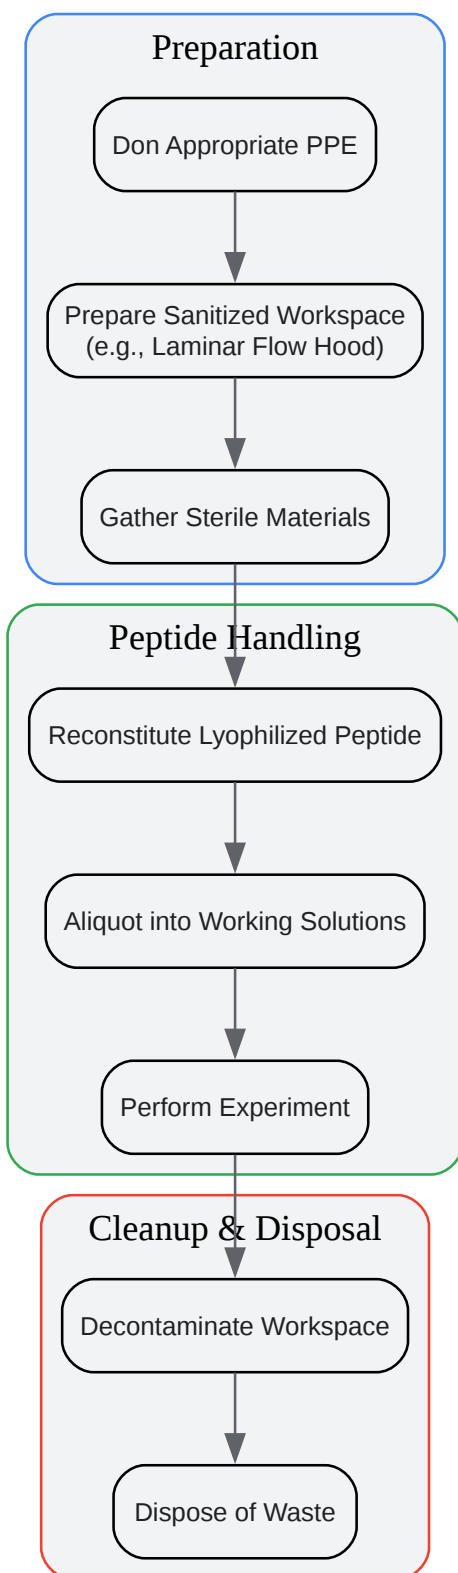 Preparation
Don Appropriate PPE
Prepare Sanitized Workspace
(e.g., Laminar Flow Hood)
Gather Sterile Materials
Peptide Handling
Reconstitute Lyophilized Peptide
Aliquot into Working Solutions
Perform Experiment
Cleanup & Disposal
Decontaminate Workspace
Dispose of Waste